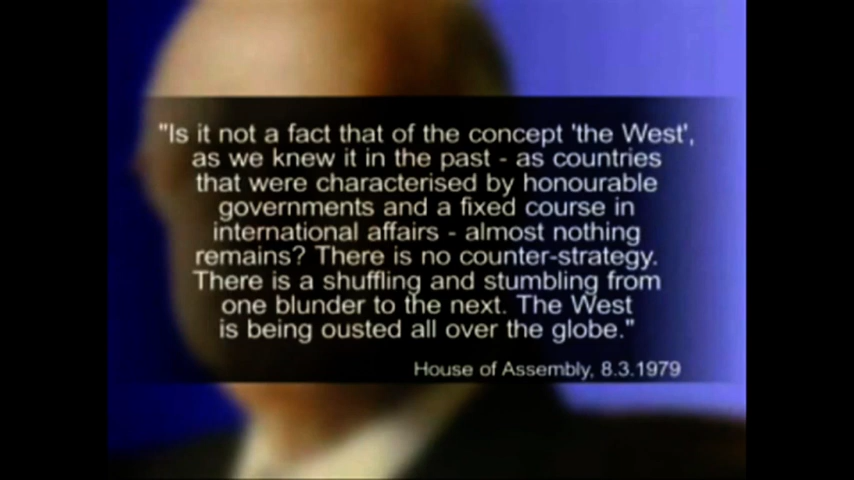 "Is it not a fact that of the concept 'the West',
as we knew it in the past - as countries
that were characterised by honourable
governments and a fixed course in
international affairs - almost nothing
remains? There is no counter-strategy.
There is a shuffling and stumbling from
one blunder to the next. The West
is being ousted all over the globe."
House of Assembly, 8.3.1979